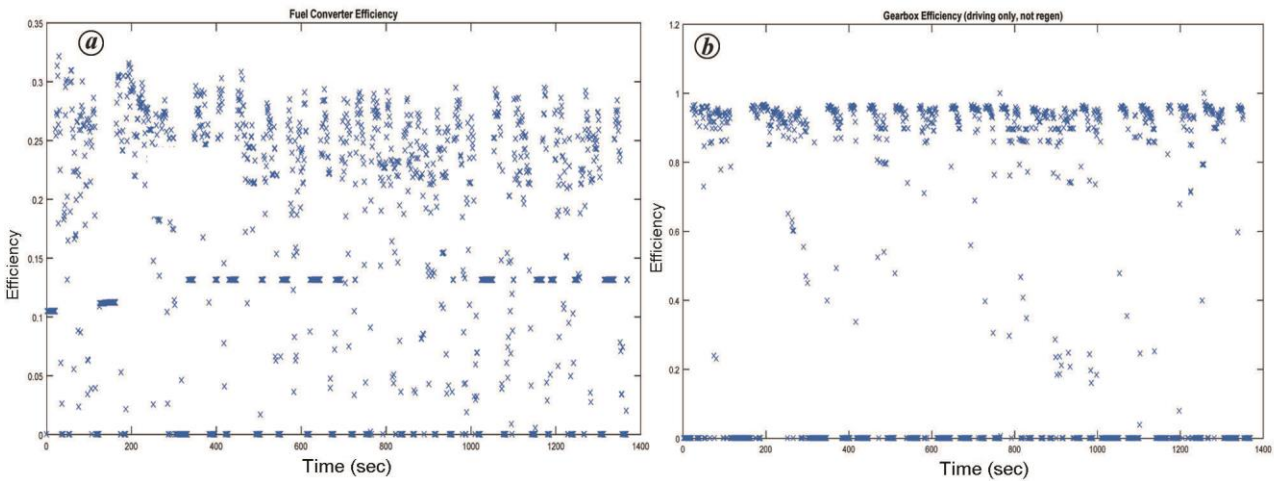 Fuel Converter Efficiency
a
0.35
0.3
0.25
0.2
0.15
0.1
0.05
0
Efficiency
0 200 400 600 800 1000 1200 1400
Time (sec)
Gearbox Efficiency (driving only, not regen)
b
1.2
1
0.8
0.6
0.4
0.2
0
Efficiency
0 200 400 600 800 1000 1200 1400
Time (sec)